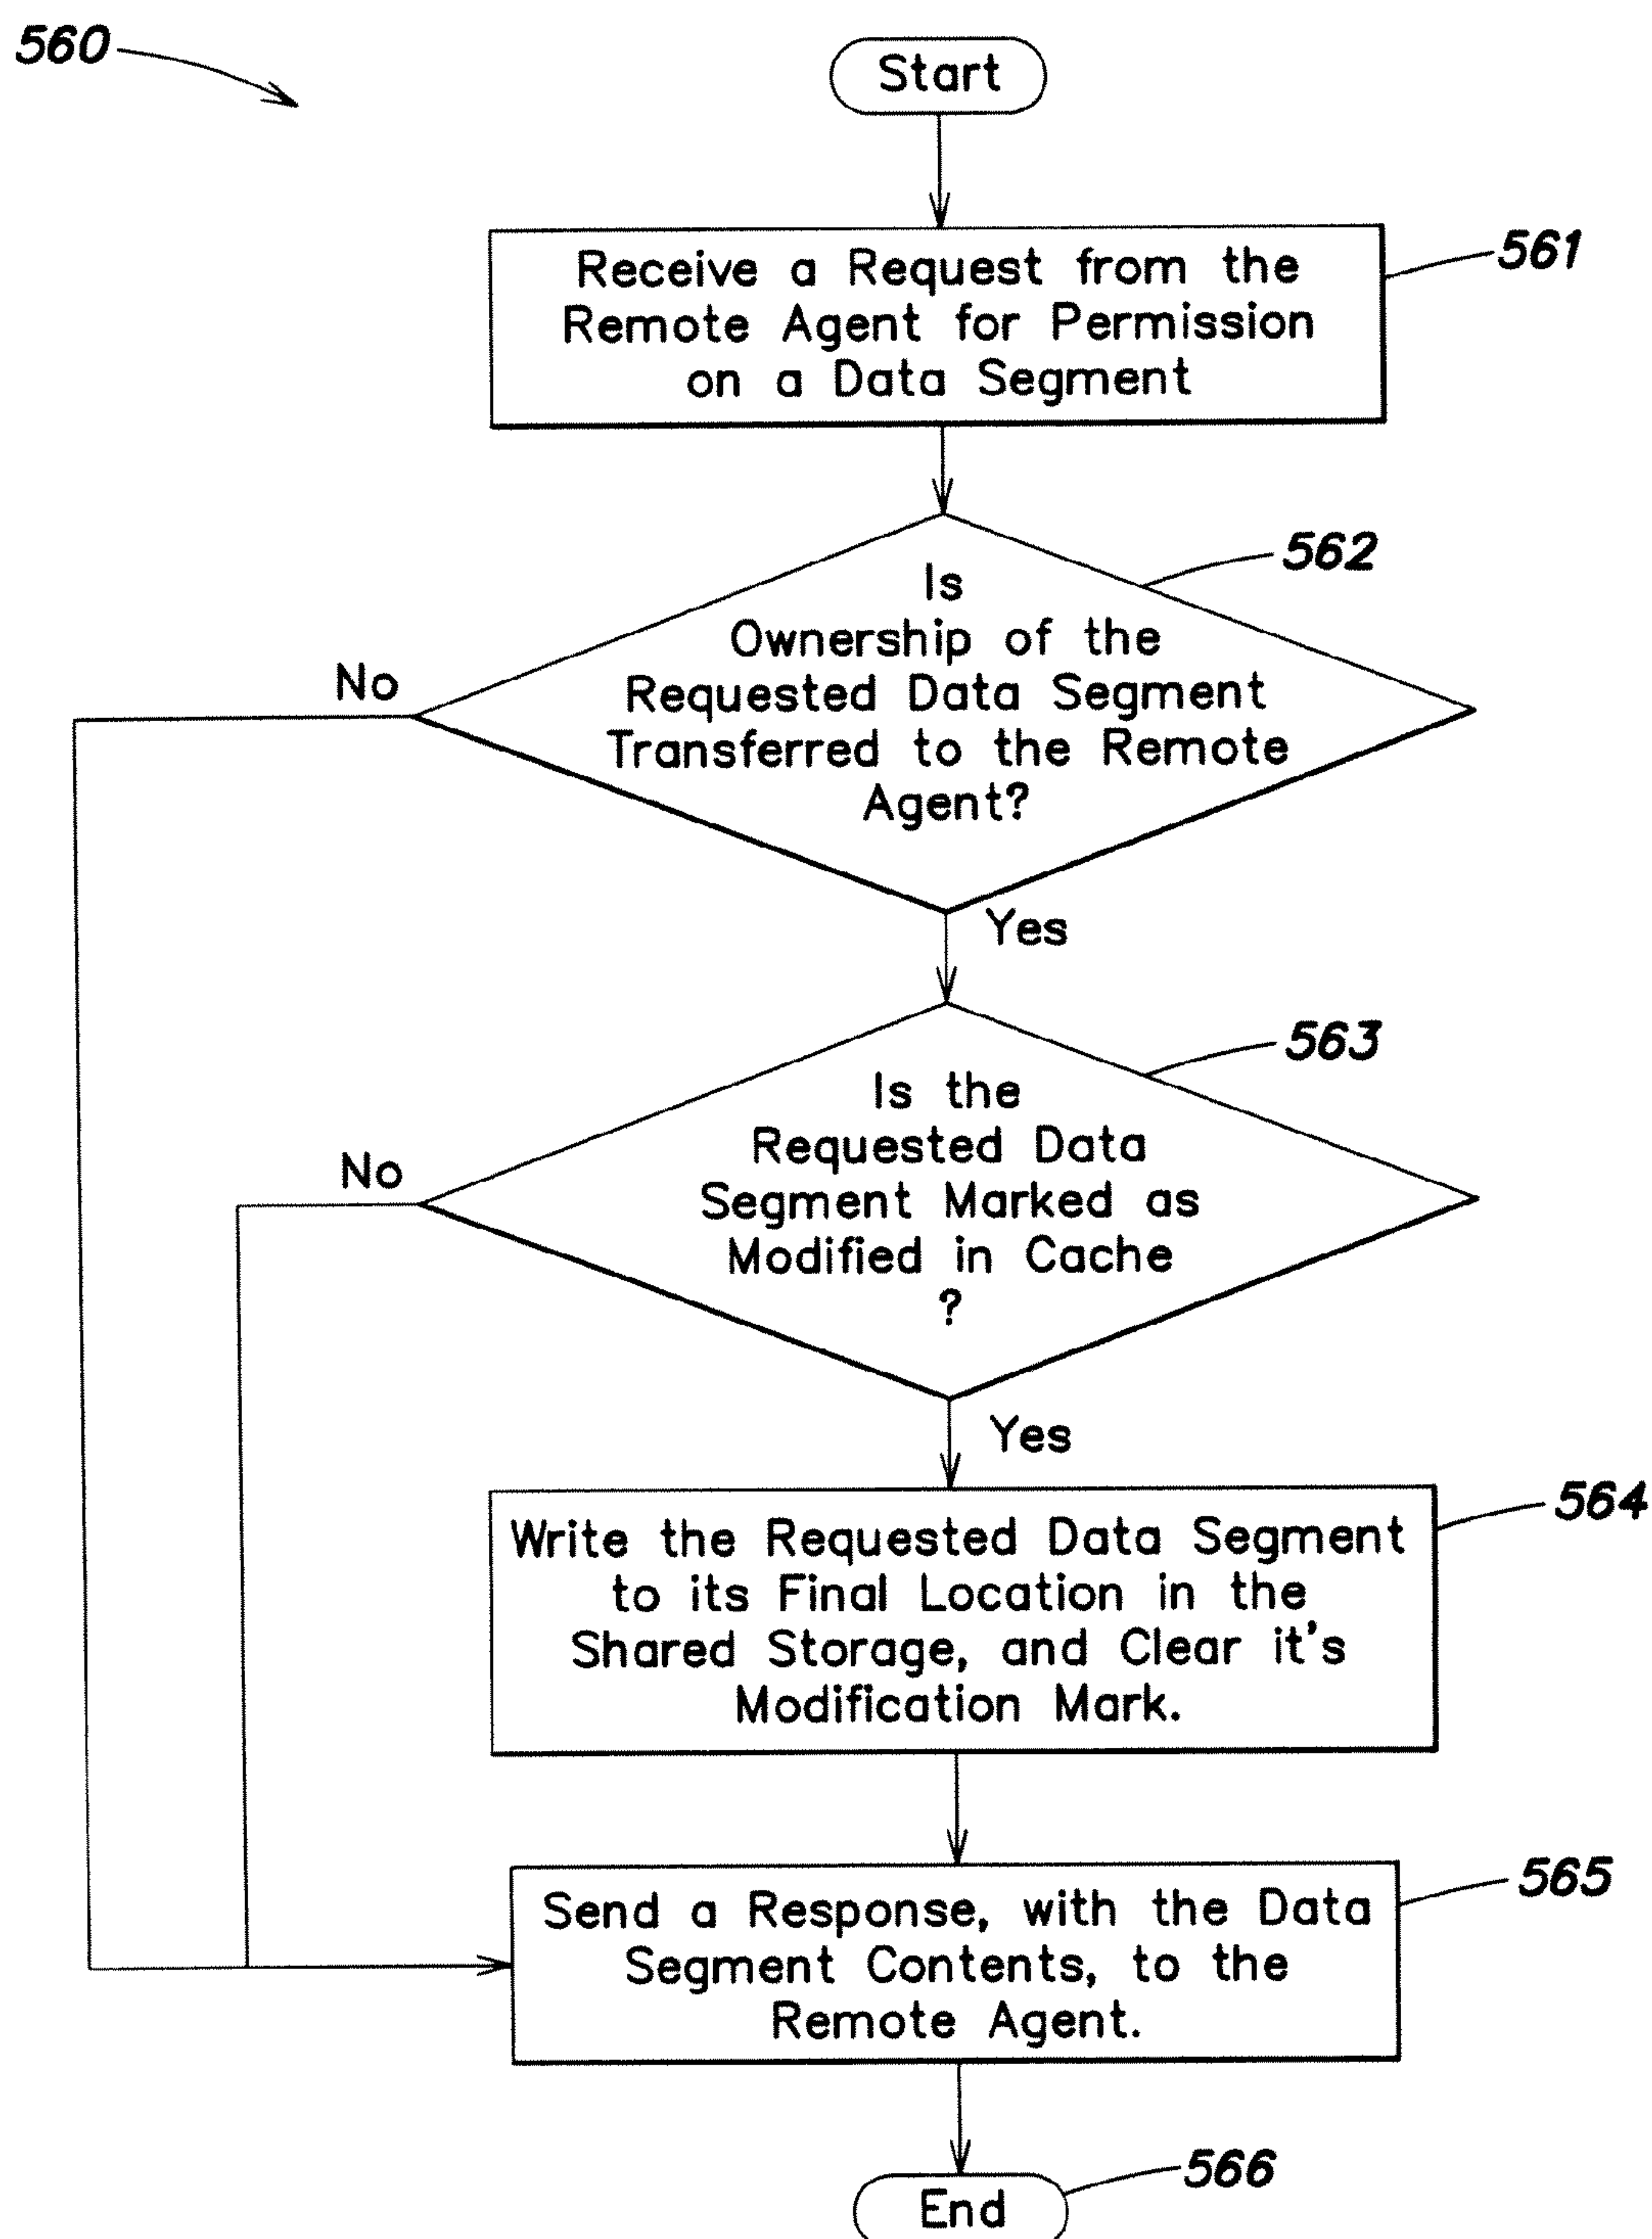 560
Start
Receive a Request from the
Remote Agent for Permission
on a Data Segment
561
562
Is
Ownership of the
Requested Data Segment
Transferred to the Remote
Agent?
No
Yes
563
Is the
Requested Data
Segment Marked as
Modified in Cache
?
No
Yes
564
Write the Requested Data Segment
to its Final Location in the
Shared Storage, and Clear it's
Modification Mark.
565
Send a Response, with the Data
Segment Contents, to the
Remote Agent.
566
End